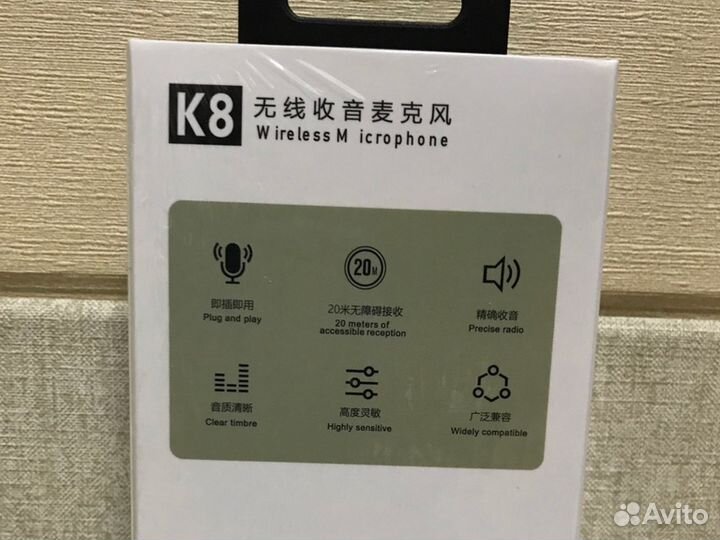 K8
无线收音麦克风
Wireless M icrophone
20M
即插即用
Plug and play
20米无障碍接收
20 meters of
accessible reception
精确收音
Precise radio
音质清晰
Clear timbre
高度灵敏
Highly sensitive
广泛兼容
Widely compatible
Avito